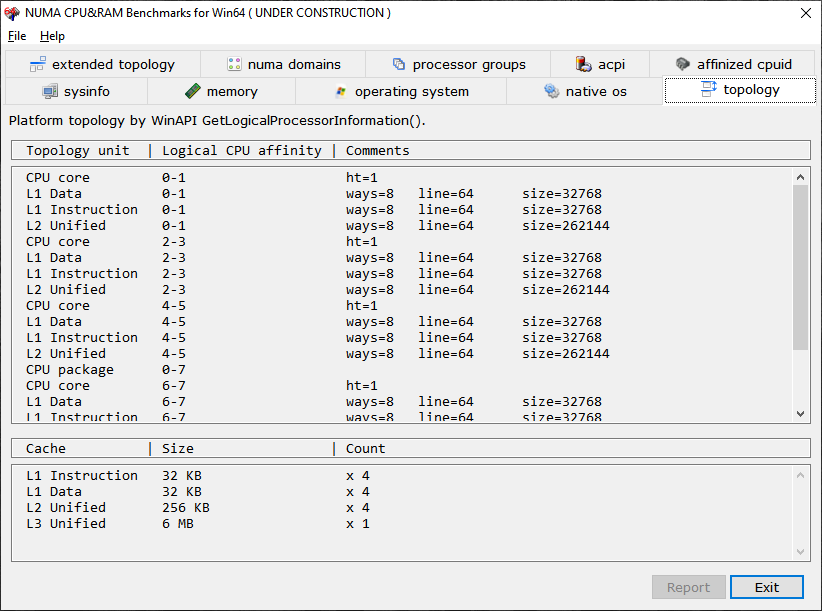 NUMA CPU&RAM Benchmarks for Win64 ( UNDER CONSTRUCTION )
File Help
extended topology numa domains processor groups acpi affinized cpuid
sysinfo memory operating system native os topology
Platform topology by WinAPI GetLogicalProcessorInformation().
Topology unit | Logical CPU affinity | Comments
CPU core 0-1 ht=1
L1 Data 0-1 ways=8 line=64 size=32768
L1 Instruction 0-1 ways=8 line=64 size=32768
L2 Unified 0-1 ways=8 line=64 size=262144
CPU core 2-3 ht=1
L1 Data 2-3 ways=8 line=64 size=32768
L1 Instruction 2-3 ways=8 line=64 size=32768
L2 Unified 2-3 ways=8 line=64 size=262144
CPU core 4-5 ht=1
L1 Data 4-5 ways=8 line=64 size=32768
L1 Instruction 4-5 ways=8 line=64 size=32768
L2 Unified 4-5 ways=8 line=64 size=262144
CPU package 0-7
CPU core 6-7 ht=1
L1 Data 6-7 ways=8 line=64 size=32768
L1 Instruction 6-7 ways=8 line=64 size=32768
Cache | Size | Count
L1 Instruction 32 KB x 4
L1 Data 32 KB x 4
L2 Unified 256 KB x 4
L3 Unified 6 MB x 1
Report Exit